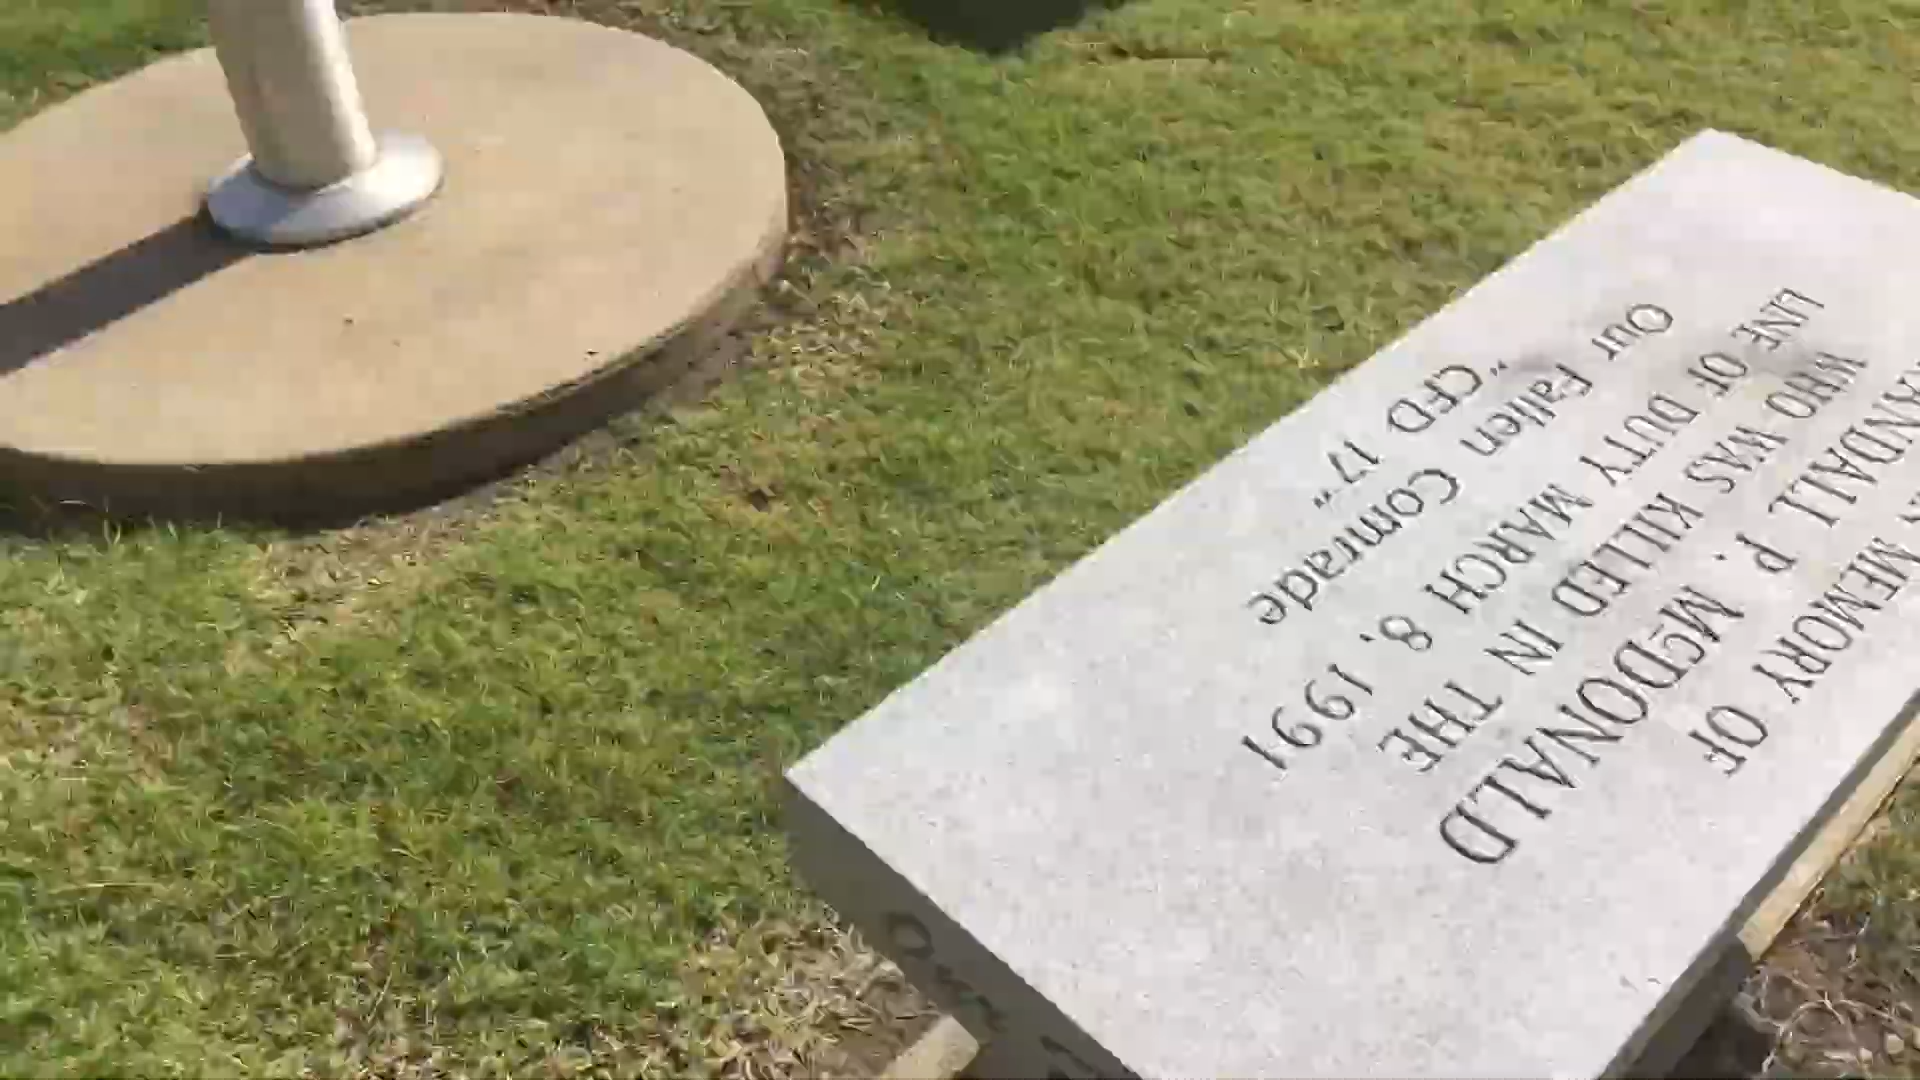 MEMORY OF
RANDALL P. McDONALD
WHO WAS KILLED IN THE
LINE OF DUTY MARCH 8, 1991
Our Fallen Comrade
"CFD 17"